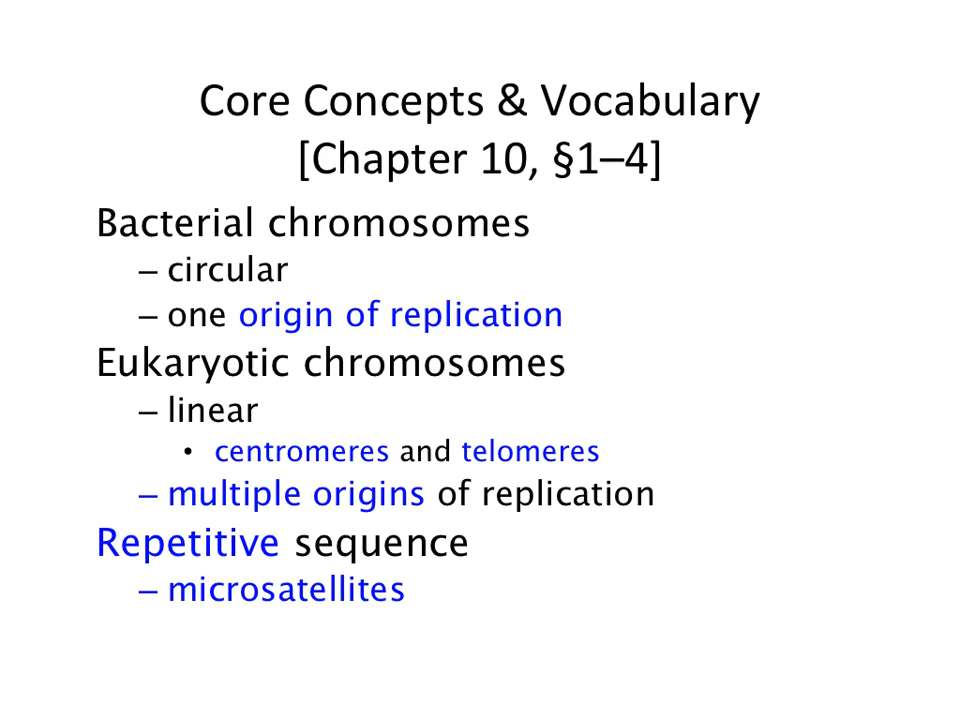 Core Concepts & Vocabulary
[Chapter 10, §1–4]
Bacterial chromosomes
– circular
– one origin of replication
Eukaryotic chromosomes
– linear
• centromeres and telomeres
– multiple origins of replication
Repetitive sequence
– microsatellites